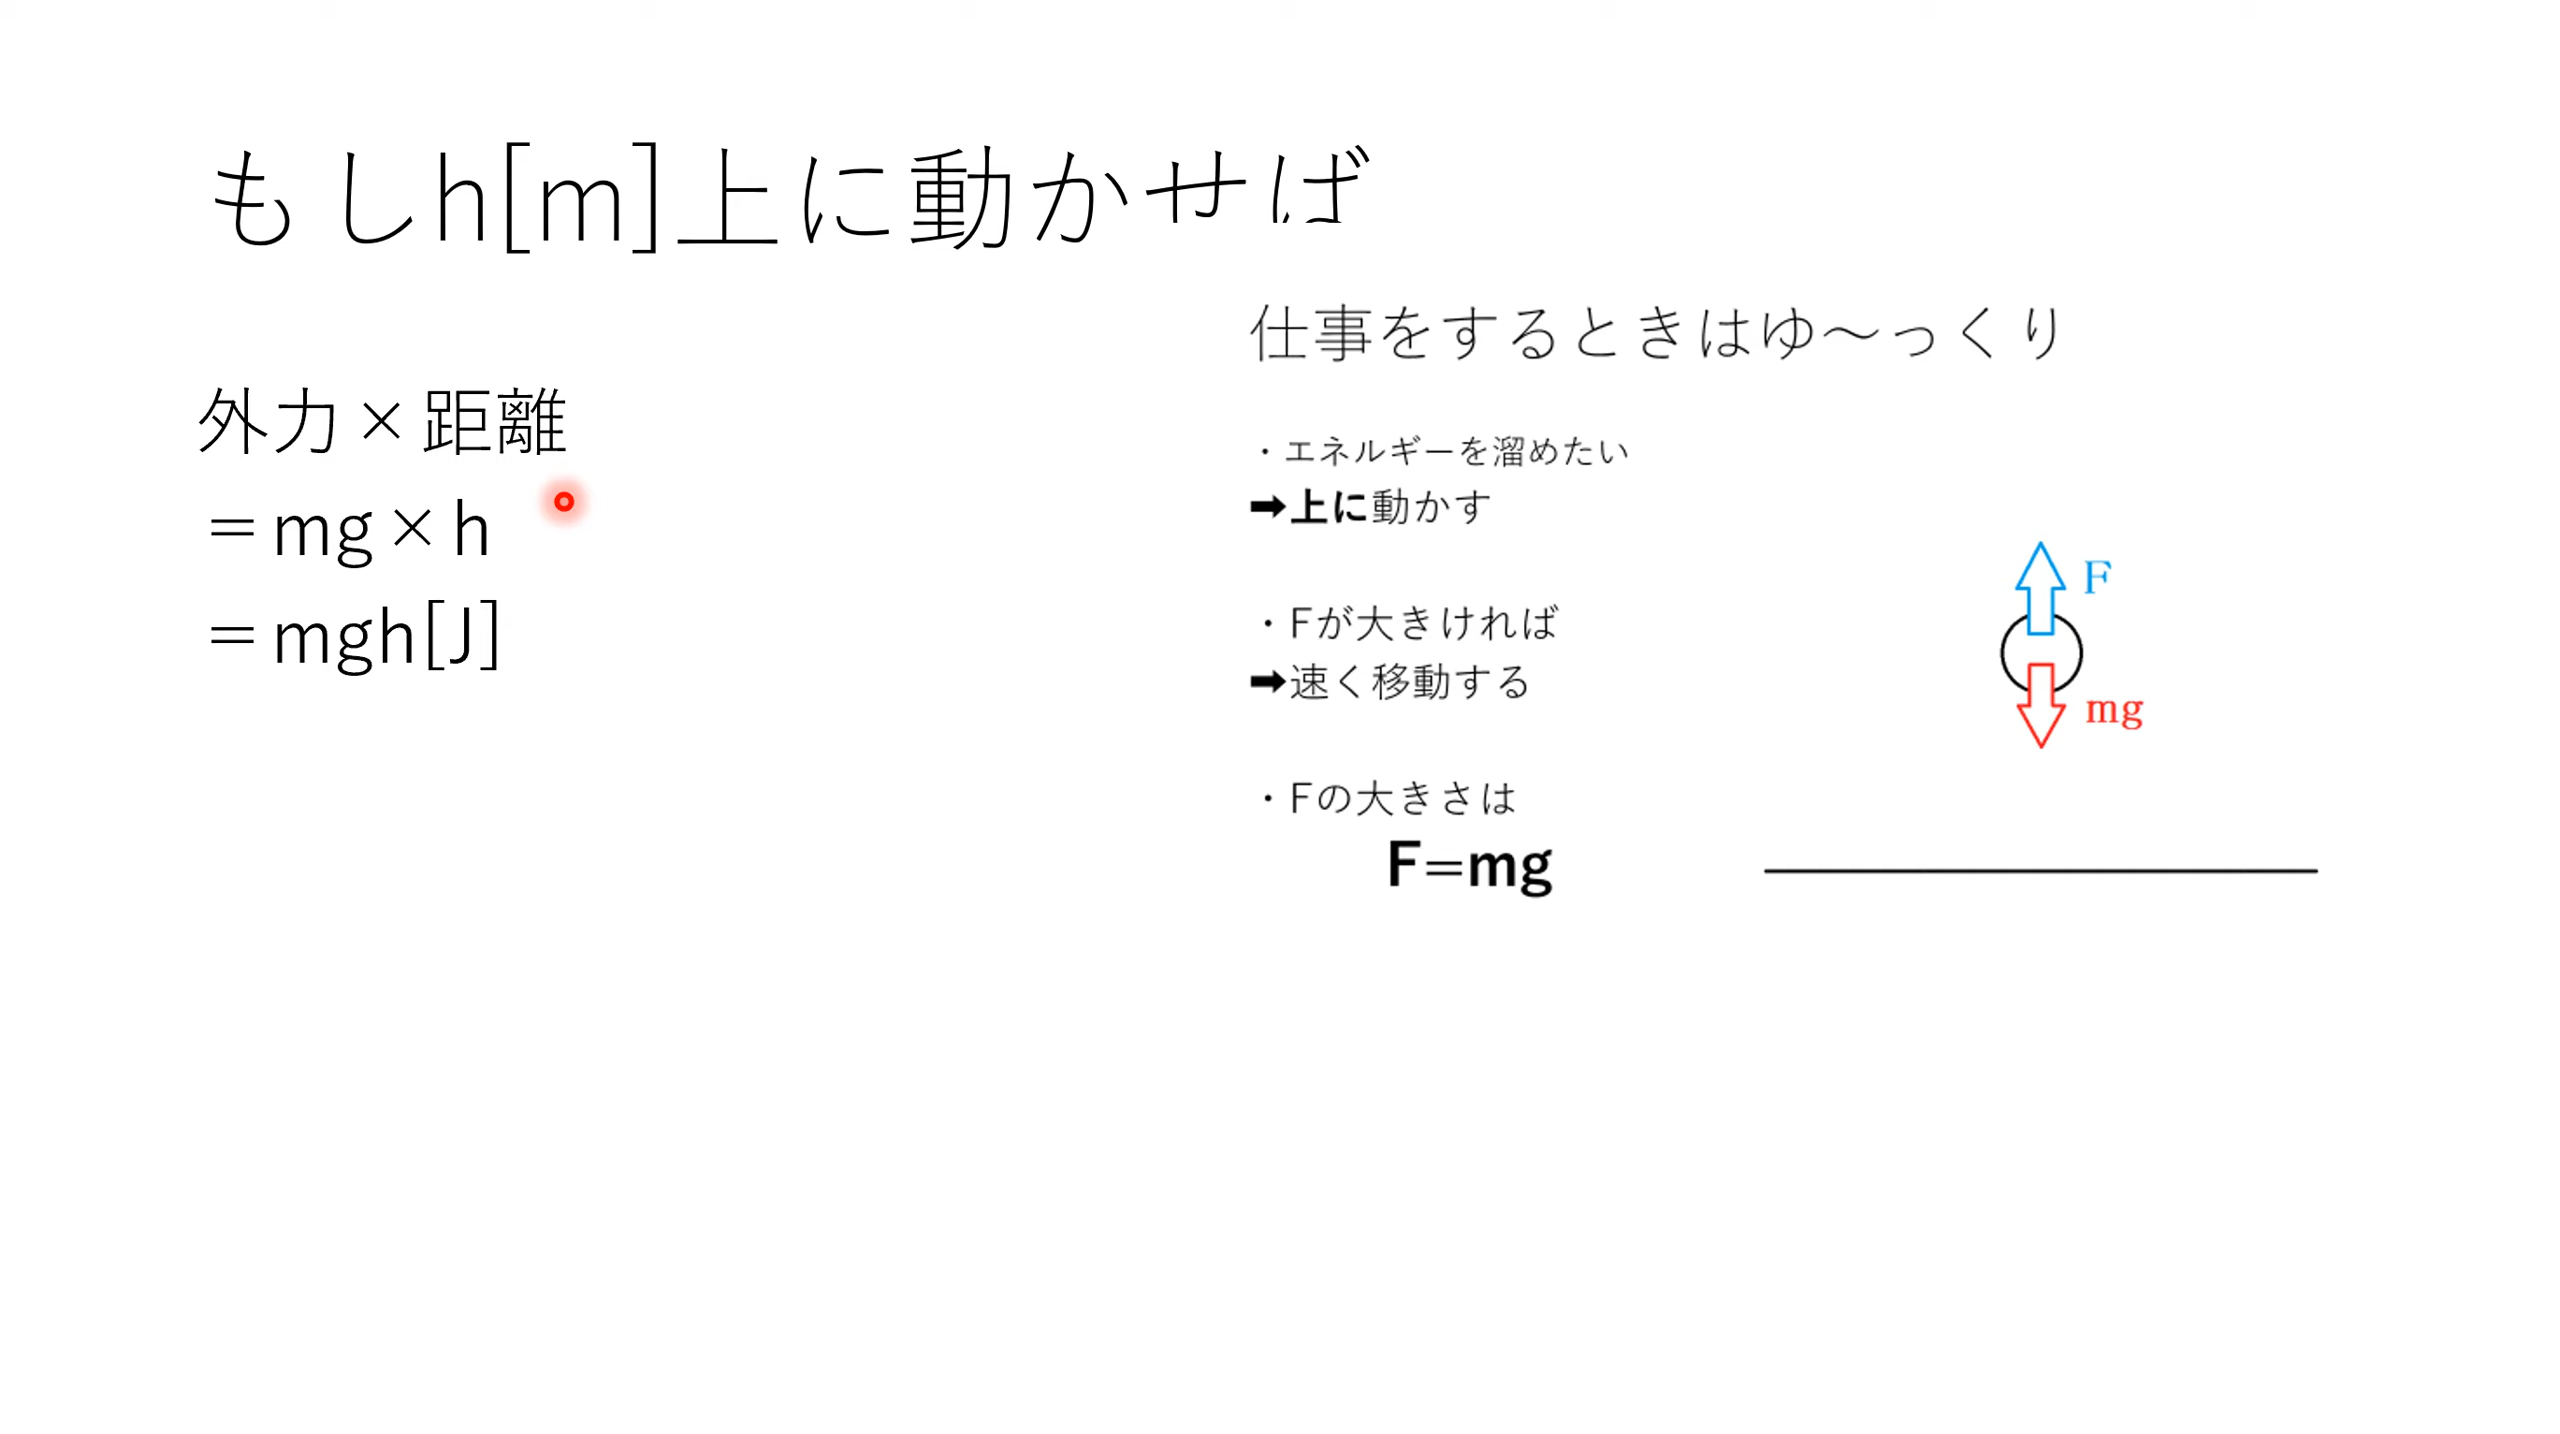 もしh[m]上に動かせば
外力×距離
＝mg×h
＝mgh[J]
仕事をするときはゆ～っくり
・エネルギーを溜めたい
➡上に動かす
・Fが大きければ
➡速く移動する
・Fの大きさは
F=mg
F
mg